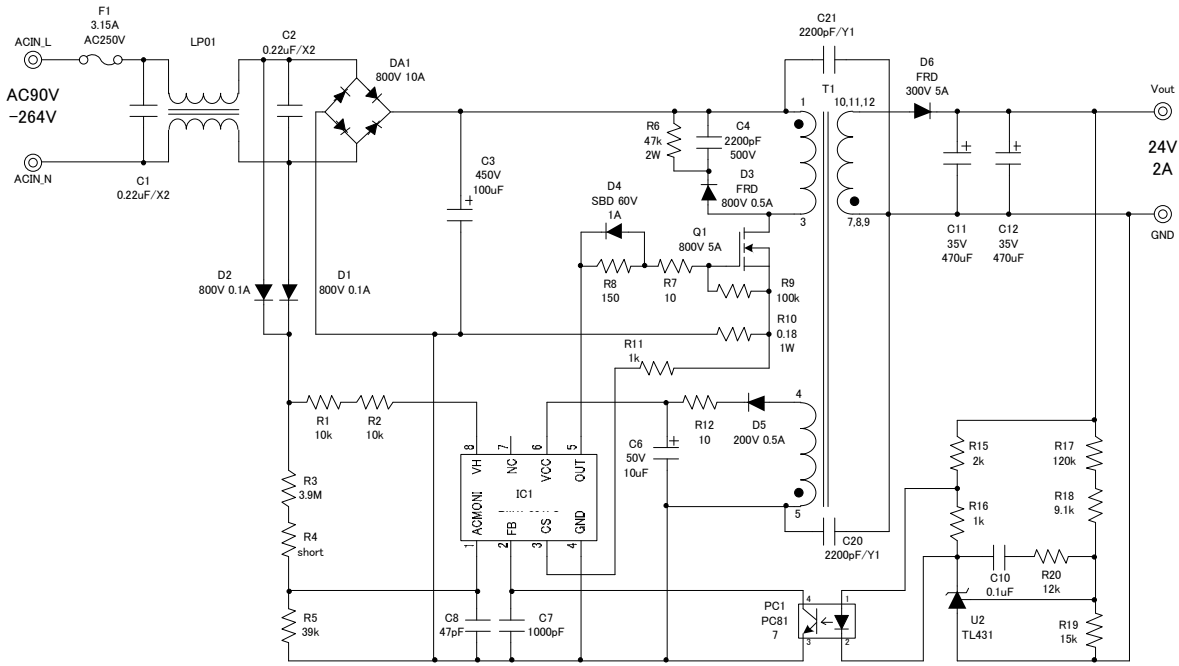 F1
3.15A
AC250V
ACIN_L
AC90V
-264V
ACIN_N
C1
0.22uF/X2
LP01
C2
0.22uF/X2
DA1
800V 10A
C3
450V
100uF
D2
800V 0.1A
D1
800V 0.1A
R6
47k
2W
C4
2200pF
500V
D3
FRD
800V 0.5A
D4
SBD 60V
1A
R8
150
R7
10
Q1
800V 5A
R9
100k
R10
0.18
1W
R11
1k
C21
2200pF/Y1
T1
1
10,11,12
3
7,8,9
D6
FRD
300V 5A
C11
35V
470uF
C12
35V
470uF
Vout
24V
2A
GND
R1
10k
R2
10k
R3
3.9M
R4
short
R5
39k
8
7
6
5
VH
NC
VCC
OUT
IC1
ACMONI
FB
CS
GND
1
2
3
4
C8
47pF
C7
1000pF
C6
50V
10uF
R12
10
D5
200V 0.5A
4
5
C20
2200pF/Y1
PC1
PC81
7
4
3
1
2
R15
2k
R16
1k
R17
120k
R18
9.1k
C10
0.1uF
R20
12k
U2
TL431
R19
15k